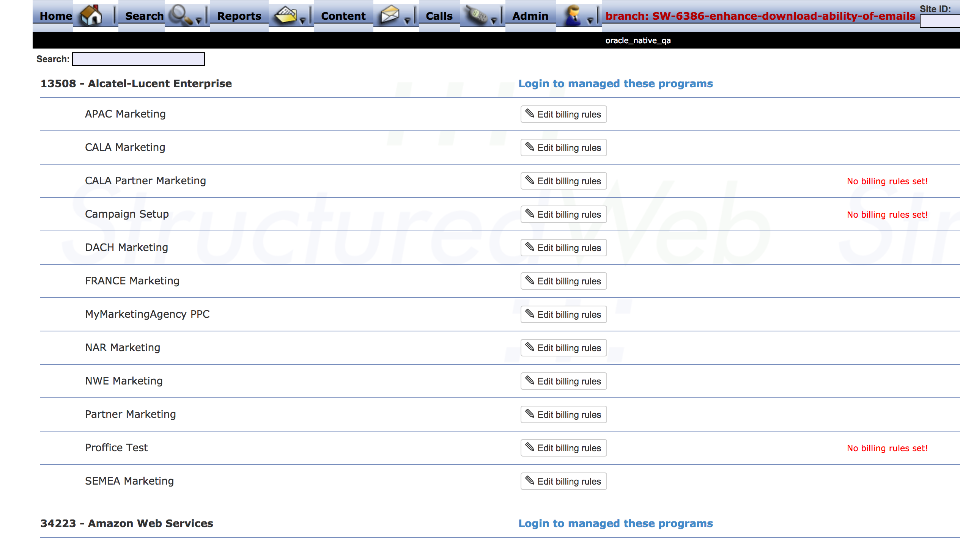 Home Search Reports Content Calls Admin branch: SW-6386-enhance-download-ability-of-emails Site ID:
oracle_native_qa
Search:
13508 - Alcatel-Lucent Enterprise Login to managed these programs
APAC Marketing Edit billing rules
CALA Marketing Edit billing rules
CALA Partner Marketing Edit billing rules No billing rules set!
Campaign Setup Edit billing rules No billing rules set!
StructuredWeb Str
DACH Marketing Edit billing rules
FRANCE Marketing Edit billing rules
MyMarketingAgency PPC Edit billing rules
NAR Marketing Edit billing rules
NWE Marketing Edit billing rules
Partner Marketing Edit billing rules
Proffice Test Edit billing rules No billing rules set!
SEMEA Marketing Edit billing rules
34223 - Amazon Web Services Login to managed these programs